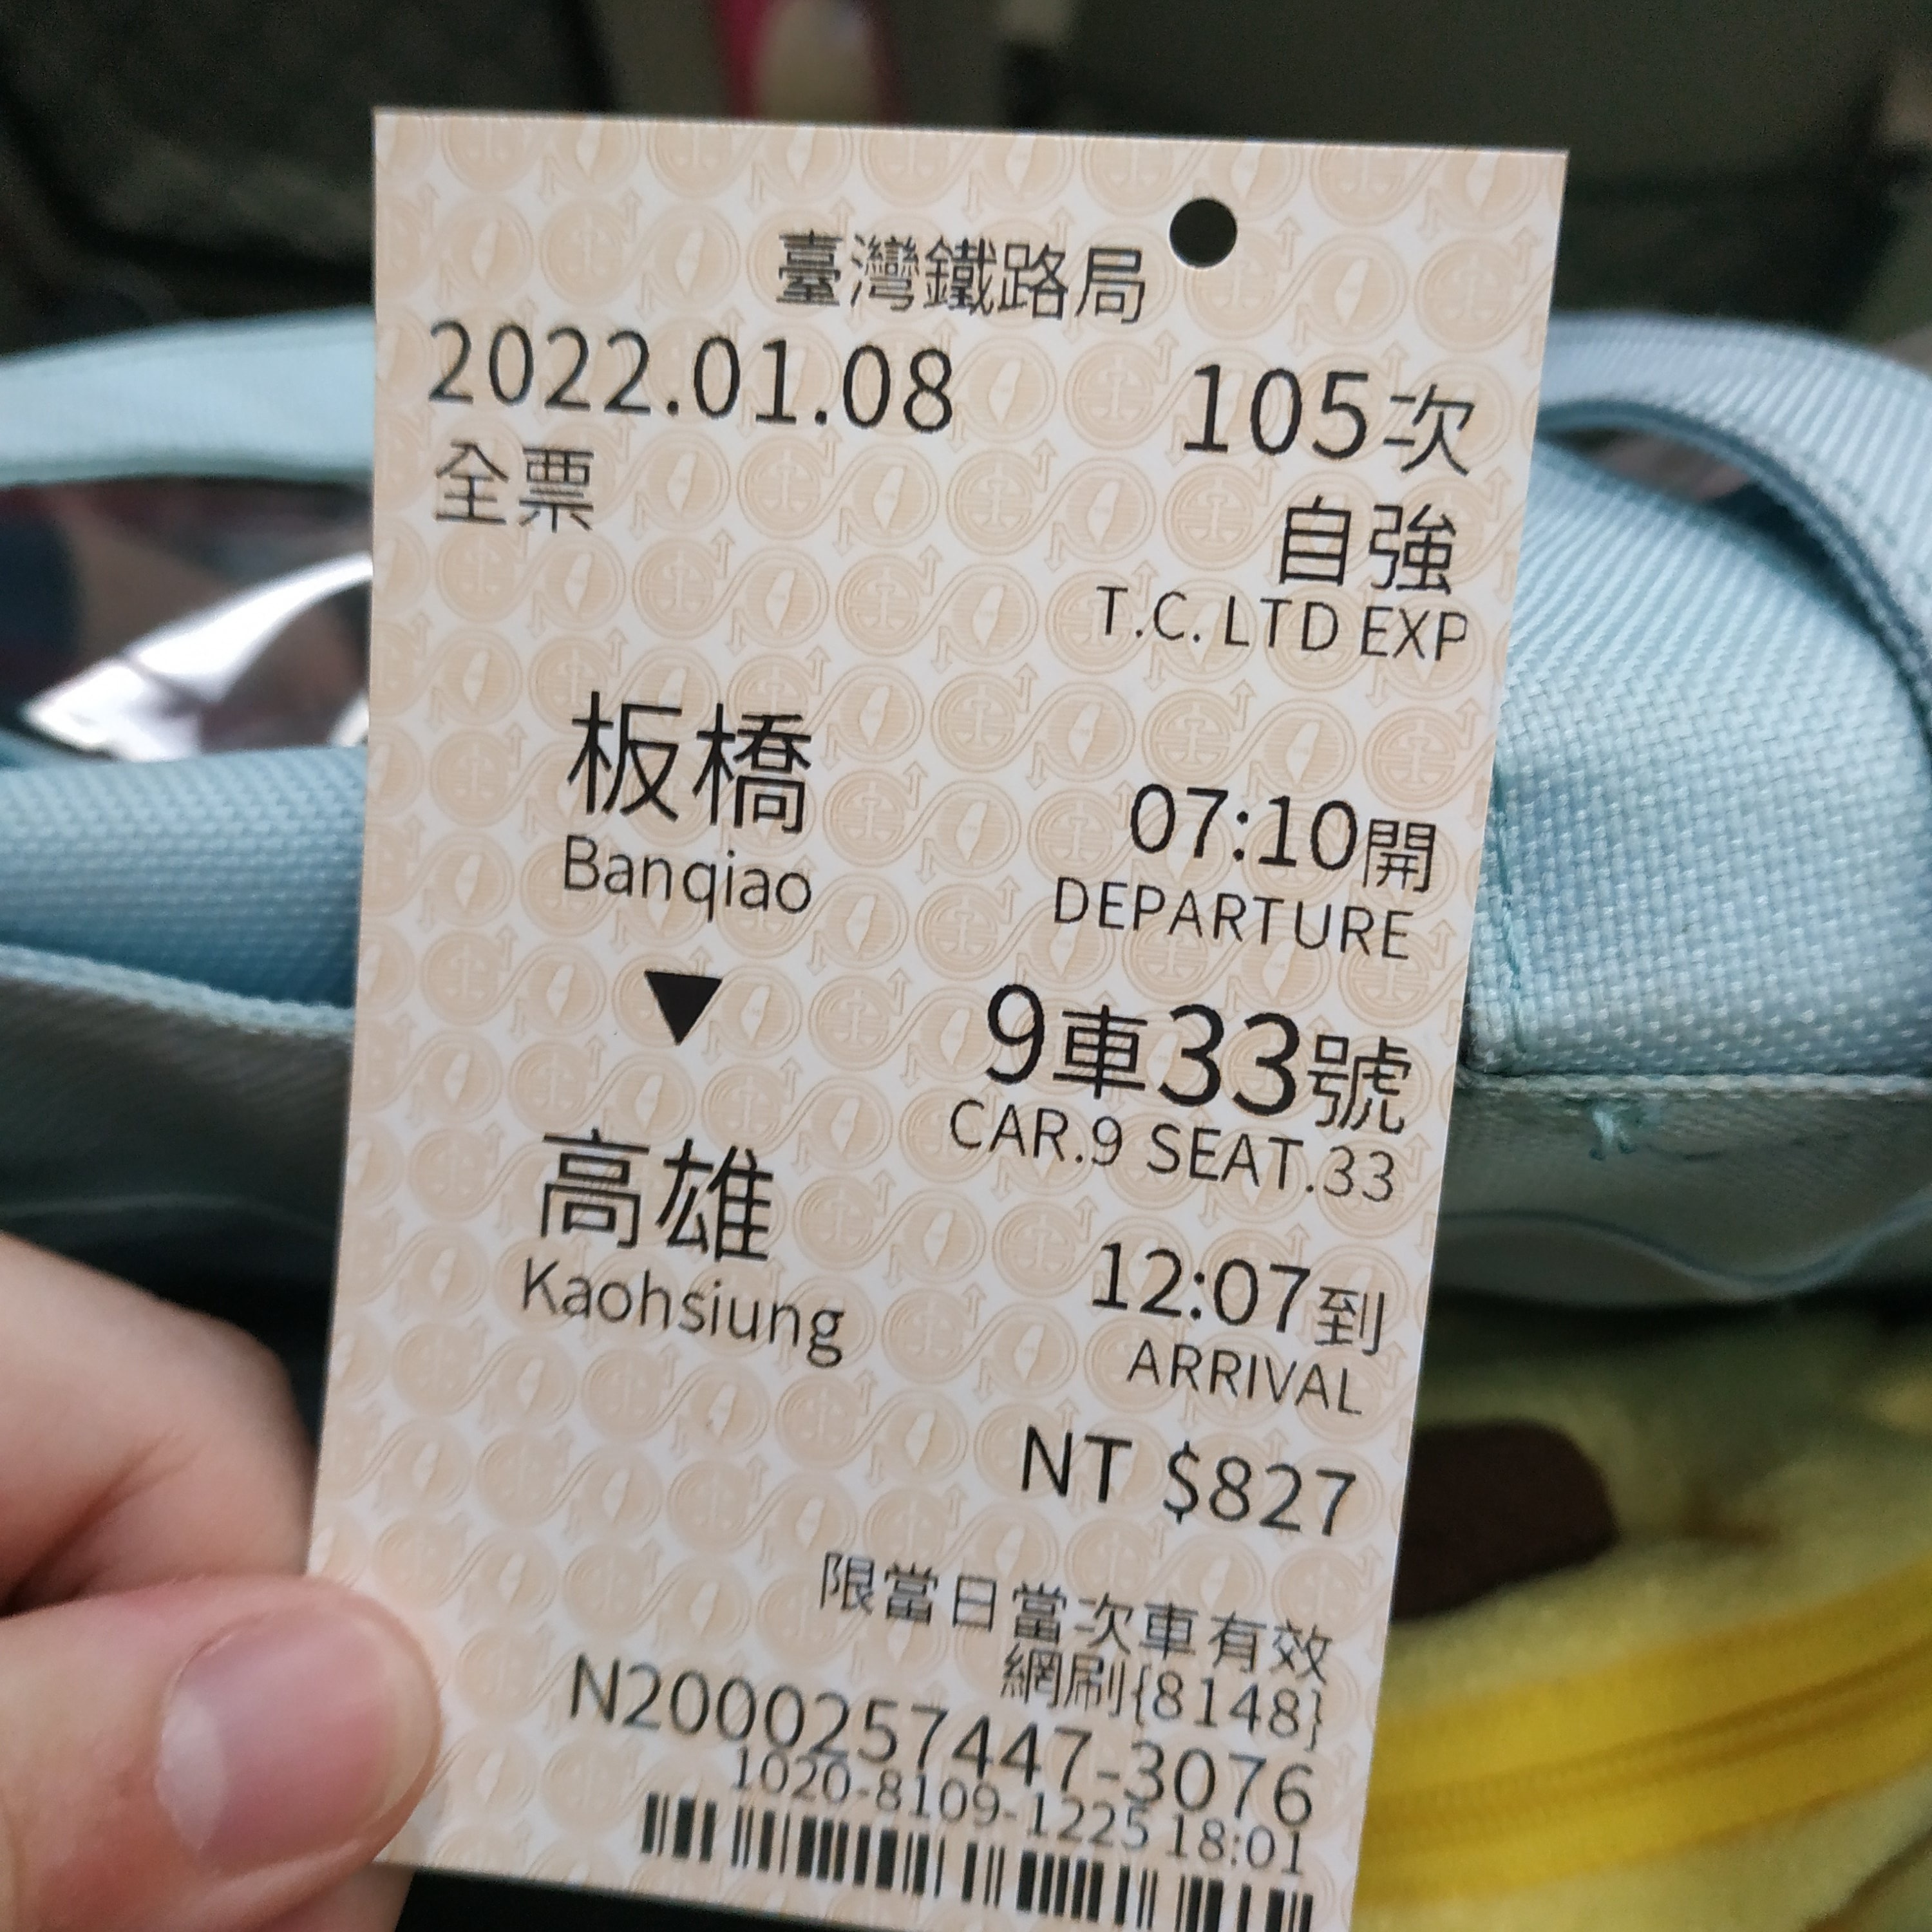 臺灣鐵路局
2022.01.08
105次
全票
自強
T.C. LTD EXP
板橋
Banqiao
07:10開
DEPARTURE
▼
9車33號
CAR.9 SEAT.33
高雄
Kaohsiung
12:07到
ARRIVAL
NT $827
限當日當次車有效
網刷{8148}
N2000257447-3076
1020-8109-1225 18:01